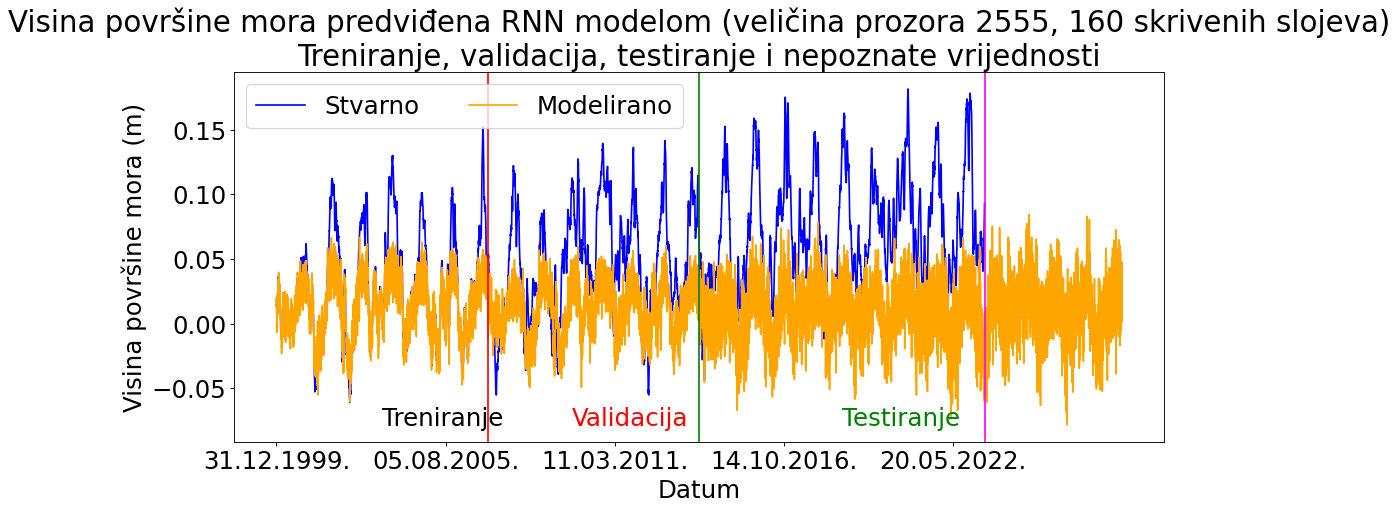 Visina površine mora predviđena RNN modelom (veličina prozora 2555, 160 skrivenih slojeva)
Treniranje, validacija, testiranje i nepoznate vrijednosti
Stvarno
Modelirano
Visina površine mora (m)
0.15
0.10
0.05
0.00
−0.05
Treniranje
Validacija
Testiranje
31.12.1999.
05.08.2005.
11.03.2011.
14.10.2016.
20.05.2022.
Datum